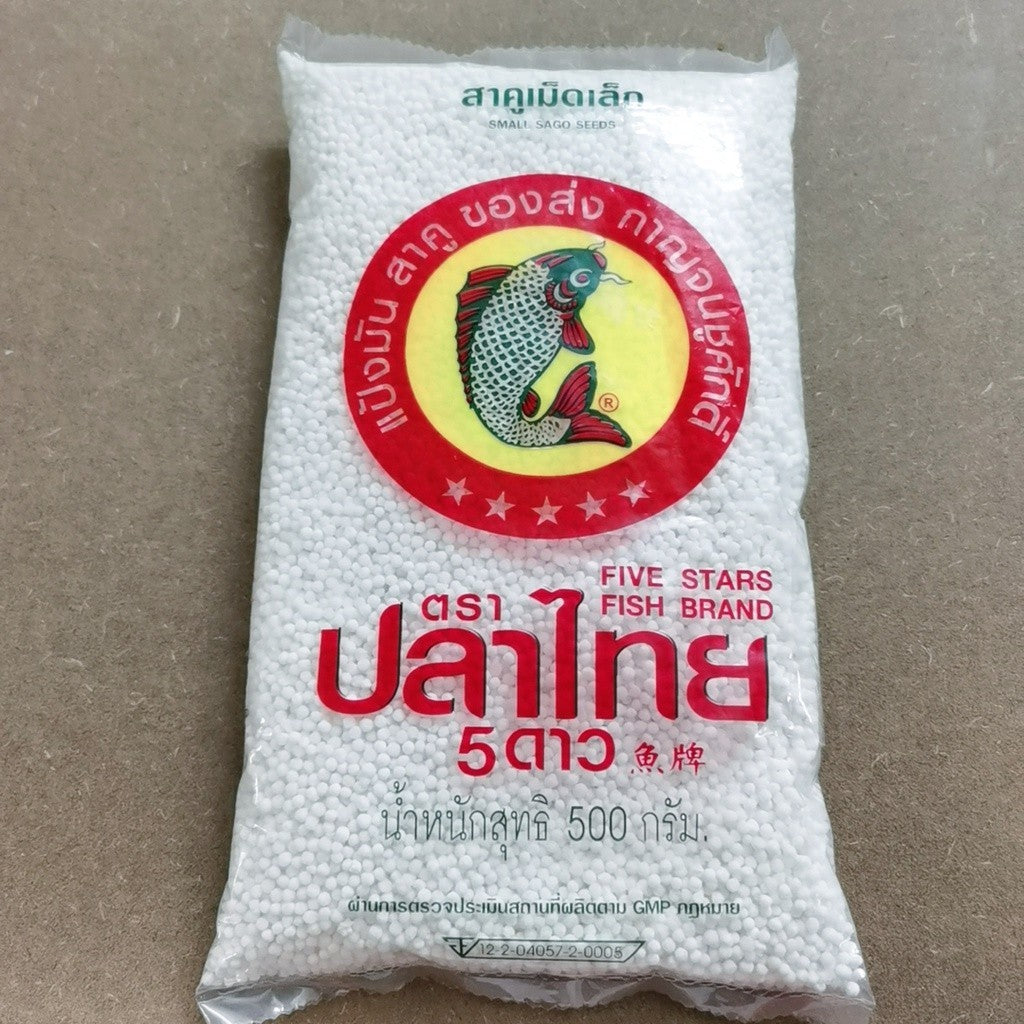 สาคูเม็ดเล็ก
SMALL SAGO SEEDS
แป้งมัน สาคู ของส่ง กาญจนชูศักดิ์
®
FIVE STARS
FISH BRAND
ตรา
ปลาไทย
5 ดาว 魚牌
น้ำหนักสุทธิ 500 กรัม.
ผ่านการตรวจประเมินสถานที่ผลิตตาม GMP กฎหมาย
12-2-04057-2-0005